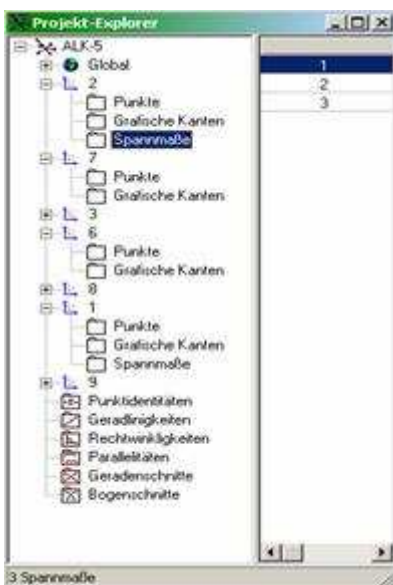 Projekt-Explorer
ALK-5
Global
2
Punkte
Grafische Kanten
Spannmaße
7
Punkte
Grafische Kanten
3
6
Punkte
Grafische Kanten
8
1
Punkte
Grafische Kanten
Spannmaße
9
Punktidentitäten
Geradlinigkeiten
Rechtwinkligkeiten
Parallelitäten
Geradenschnitte
Bogenschnitte
1
2
3
3 Spannmaße